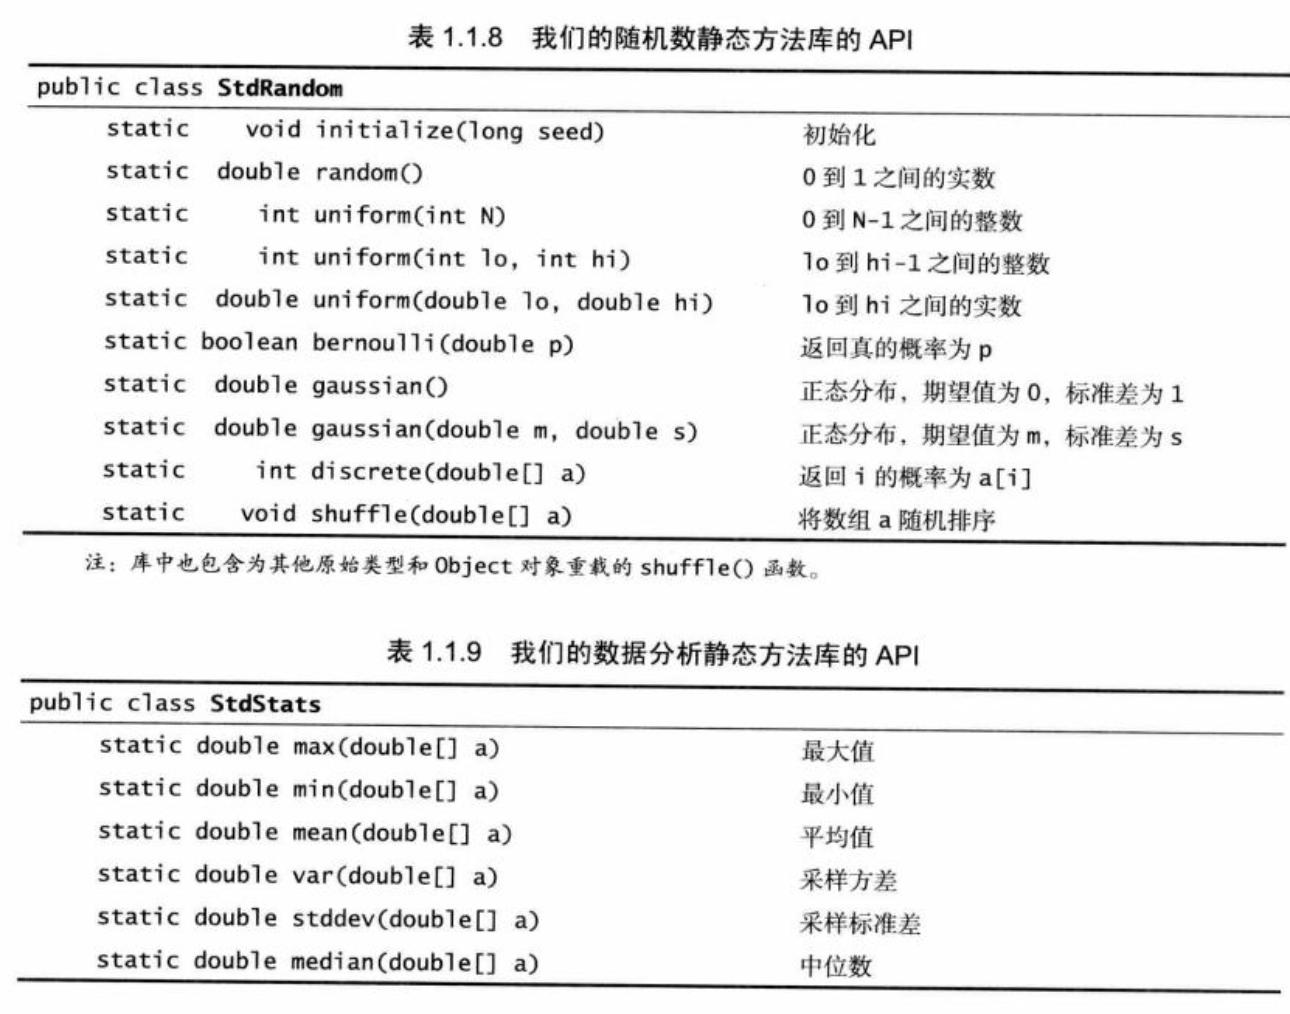 表 1.1.8 我们的随机数静态方法库的 API
public class StdRandom
static void initialize(long seed) 初始化
static double random() 0 到 1 之间的实数
static int uniform(int N) 0 到 N-1 之间的整数
static int uniform(int lo, int hi) lo 到 hi-1 之间的整数
static double uniform(double lo, double hi) lo 到 hi 之间的实数
static boolean bernoulli(double p) 返回真的概率为 p
static double gaussian() 正态分布，期望值为 0，标准差为 1
static double gaussian(double m, double s) 正态分布，期望值为 m，标准差为 s
static int discrete(double[] a) 返回 i 的概率为 a[i]
static void shuffle(double[] a) 将数组 a 随机排序
注：库中也包含为其他原始类型和 Object 对象重载的 shuffle() 函数。
表 1.1.9 我们的数据分析静态方法库的 API
public class StdStats
static double max(double[] a) 最大值
static double min(double[] a) 最小值
static double mean(double[] a) 平均值
static double var(double[] a) 采样方差
static double stddev(double[] a) 采样标准差
static double median(double[] a) 中位数